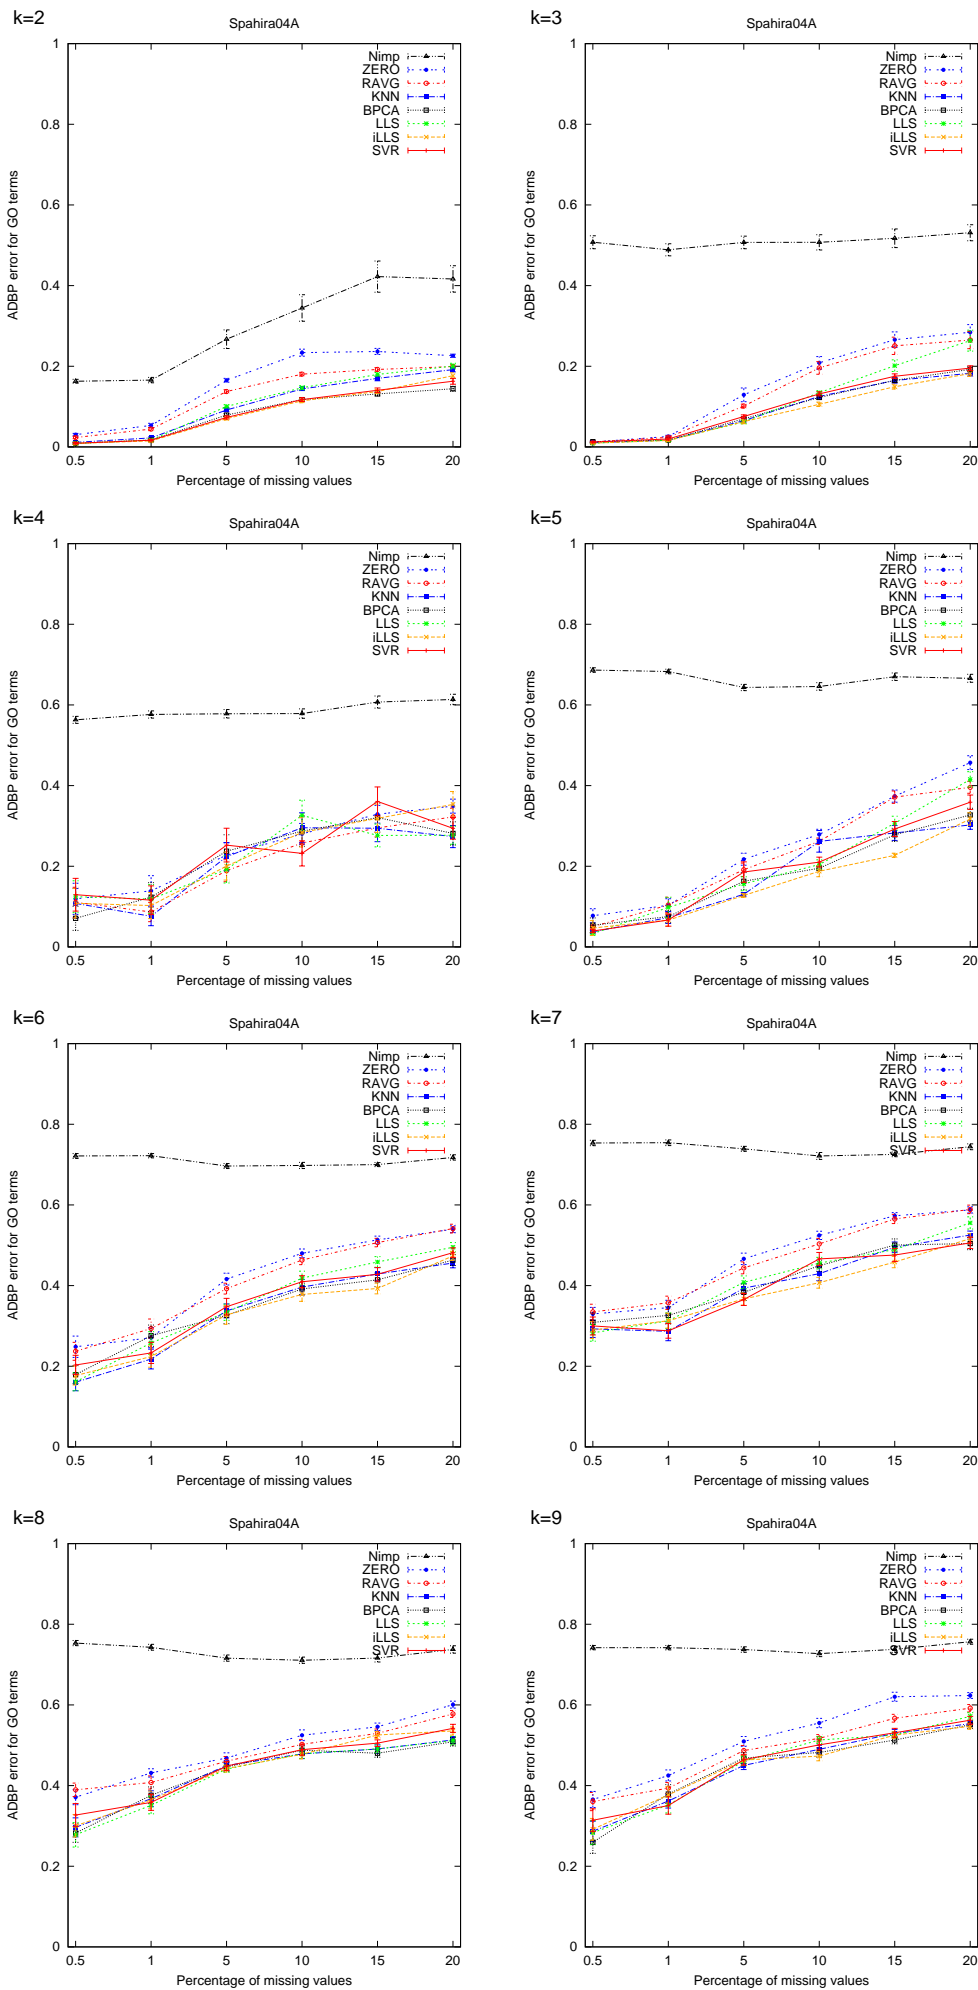 k=2
Spahira04A
ADBP error for GO terms
1
0.8
0.6
0.4
0.2
0
Nimp
ZERO
RAVG
KNN
BPCA
LLS
iLLS
SVR
0.5 1 5 10 15 20
Percentage of missing values
k=3
Spahira04A
ADBP error for GO terms
1
0.8
0.6
0.4
0.2
0
Nimp
ZERO
RAVG
KNN
BPCA
LLS
iLLS
SVR
0.5 1 5 10 15 20
Percentage of missing values
k=4
Spahira04A
ADBP error for GO terms
1
0.8
0.6
0.4
0.2
0
Nimp
ZERO
RAVG
KNN
BPCA
LLS
iLLS
SVR
0.5 1 5 10 15 20
Percentage of missing values
k=5
Spahira04A
ADBP error for GO terms
1
0.8
0.6
0.4
0.2
0
Nimp
ZERO
RAVG
KNN
BPCA
LLS
iLLS
SVR
0.5 1 5 10 15 20
Percentage of missing values
k=6
Spahira04A
ADBP error for GO terms
1
0.8
0.6
0.4
0.2
0
Nimp
ZERO
RAVG
KNN
BPCA
LLS
iLLS
SVR
0.5 1 5 10 15 20
Percentage of missing values
k=7
Spahira04A
ADBP error for GO terms
1
0.8
0.6
0.4
0.2
0
Nimp
ZERO
RAVG
KNN
BPCA
LLS
iLLS
SVR
0.5 1 5 10 15 20
Percentage of missing values
k=8
Spahira04A
ADBP error for GO terms
1
0.8
0.6
0.4
0.2
0
Nimp
ZERO
RAVG
KNN
BPCA
LLS
iLLS
SVR
0.5 1 5 10 15 20
Percentage of missing values
k=9
Spahira04A
ADBP error for GO terms
1
0.8
0.6
0.4
0.2
0
Nimp
ZERO
RAVG
KNN
BPCA
LLS
iLLS
SVR
0.5 1 5 10 15 20
Percentage of missing values